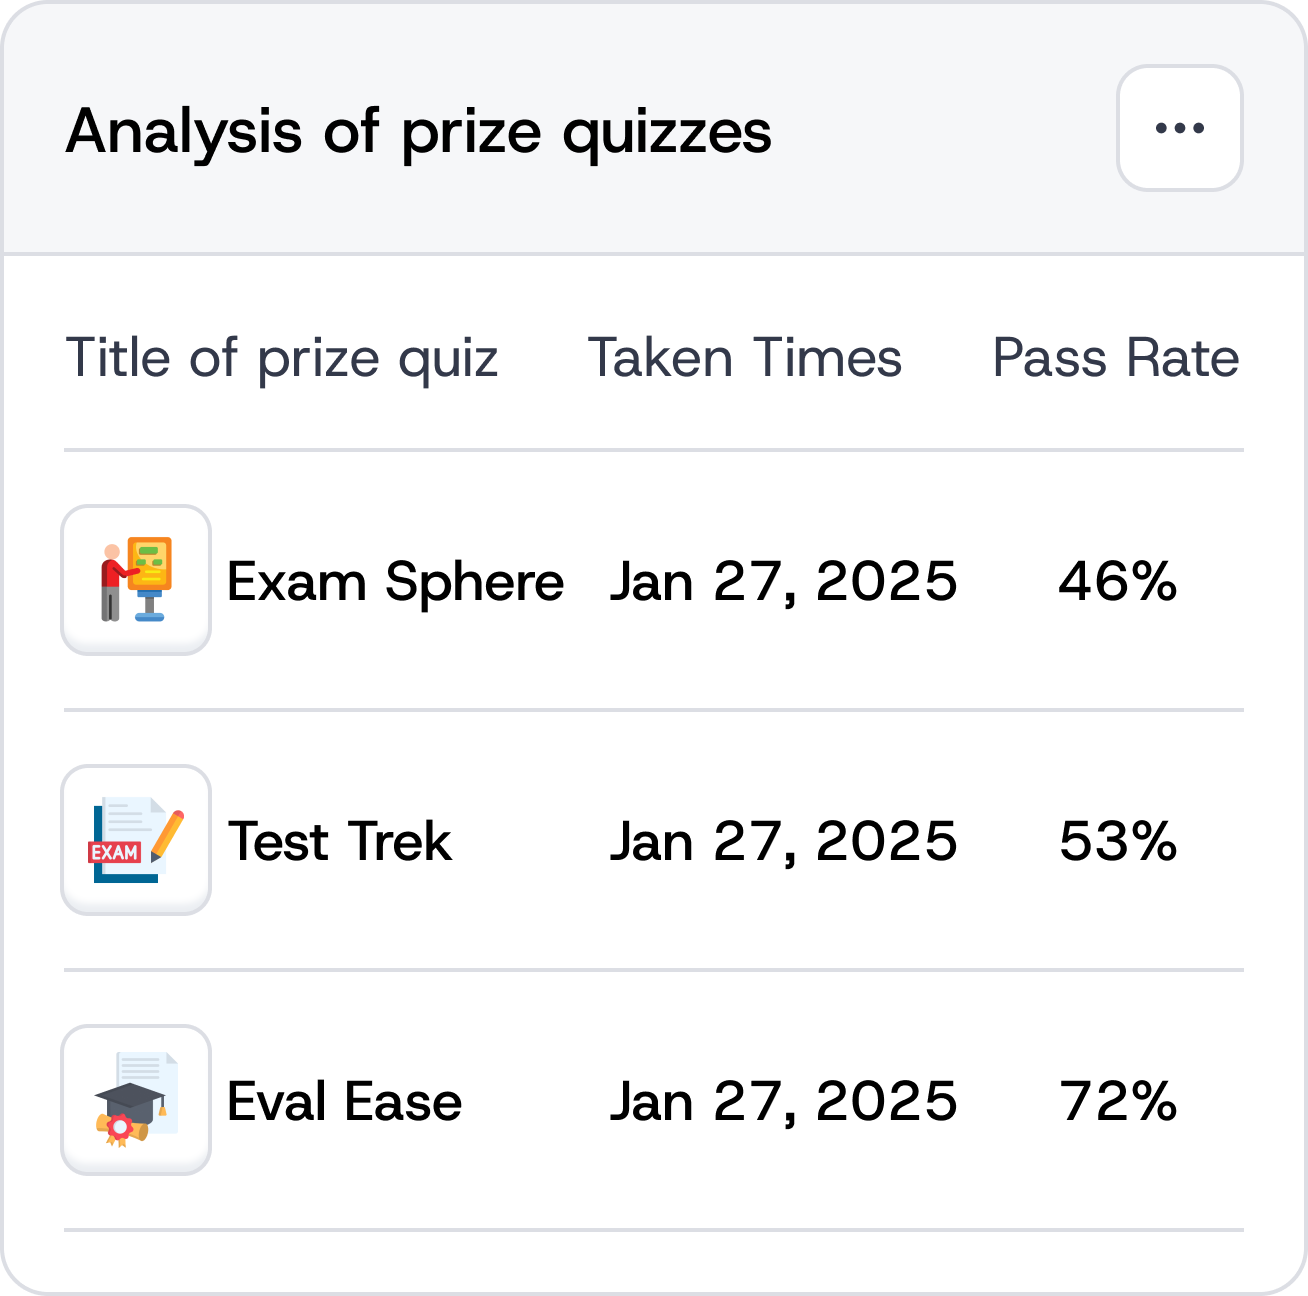 Analysis of prize quizzes
Title of prize quiz Taken Times Pass Rate
Exam Sphere Jan 27, 2025 46%
EXAM
Test Trek Jan 27, 2025 53%
Eval Ease Jan 27, 2025 72%